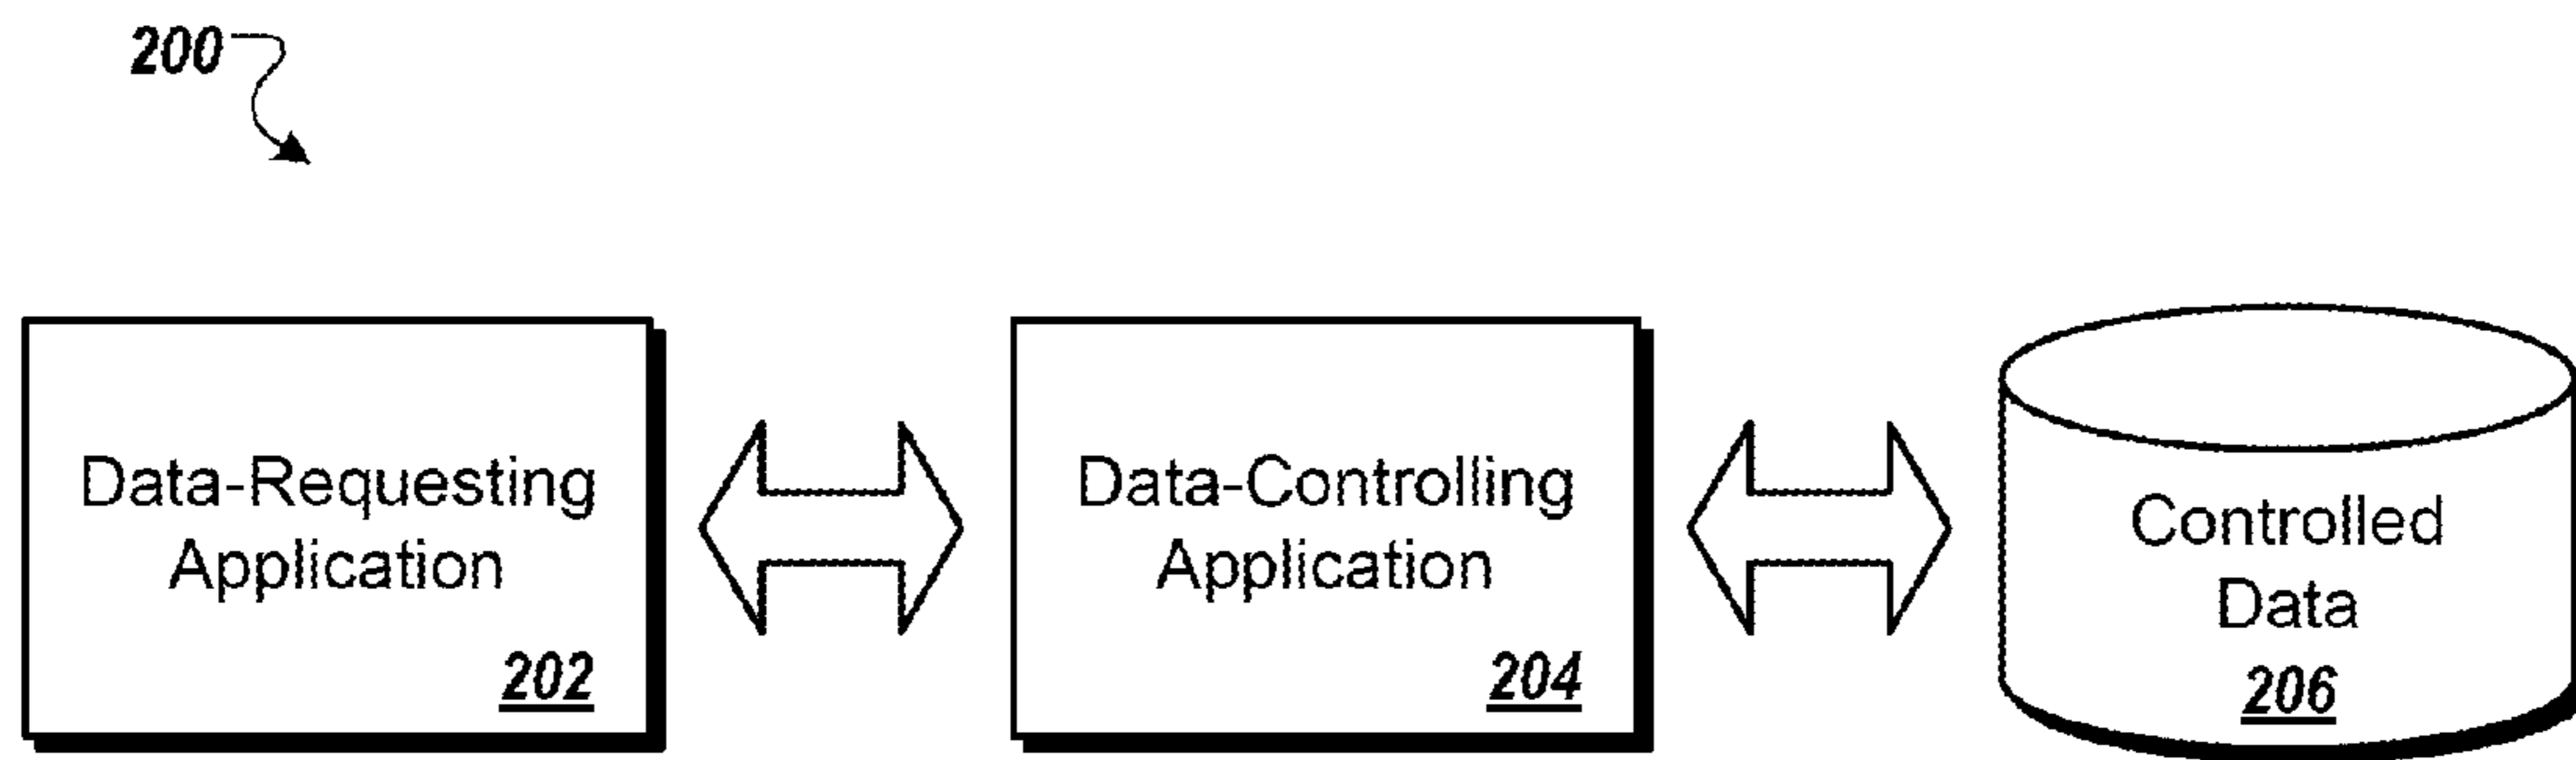 200
Data-Requesting
Application
202
Data-Controlling
Application
204
Controlled
Data
206